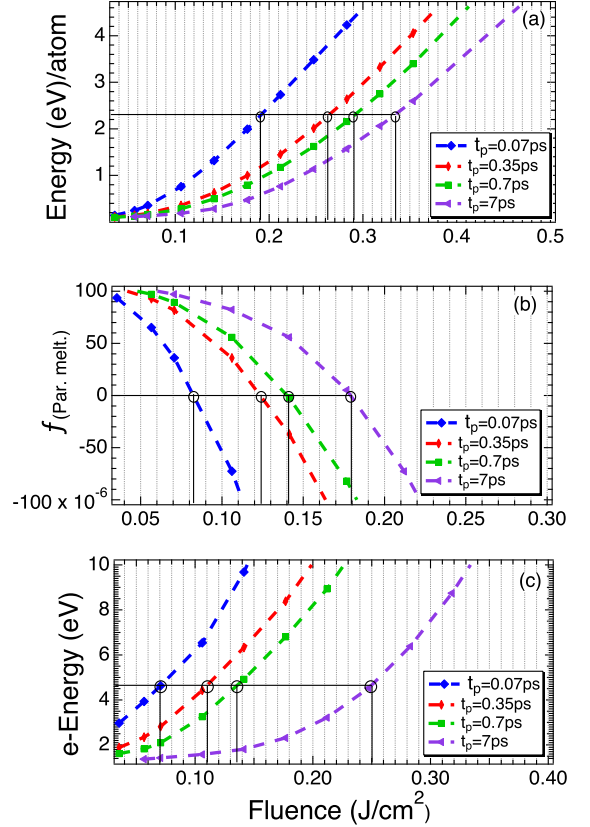 (a)
Energy (eV)/atom
4
3
2
1
tp=0.07ps
tp=0.35ps
tp=0.7ps
tp=7ps
0.1 0.2 0.3 0.4 0.5
(b)
f(Par. melt.)
100
50
0
-50
-100 x 10-6
tp=0.07ps
tp=0.35ps
tp=0.7ps
tp=7ps
0.05 0.10 0.15 0.20 0.25 0.30
(c)
e-Energy (eV)
10
8
6
4
2
tp=0.07ps
tp=0.35ps
tp=0.7ps
tp=7ps
0.10 0.20 0.30 0.40
Fluence (J/cm2)